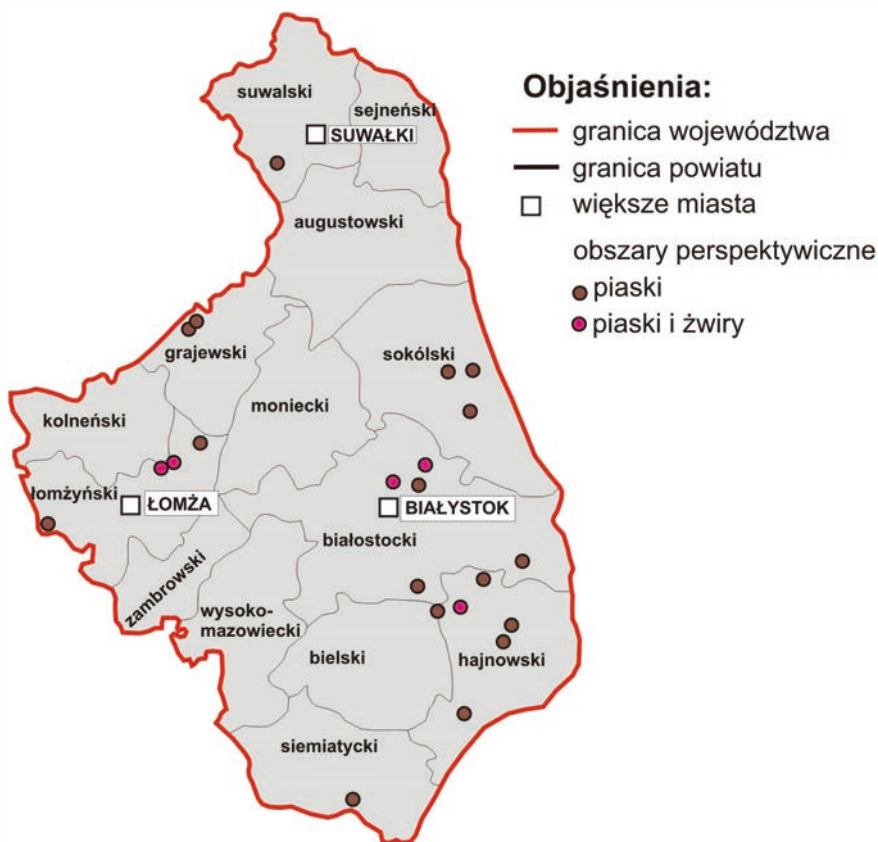 Objaśnienia:
granica województwa
granica powiatu
większe miasta
obszary perspektywiczne
piaski
piaski i żwiry
suwalski
sejneński
SUWAŁKI
augustowski
grajewski
sokólski
moniecki
kolneński
łomżyński
ŁOMŻA
BIAŁYSTOK
białostocki
zambrowski
wysoko-
mazowiecki
bielski
hajnowski
siemiatycki